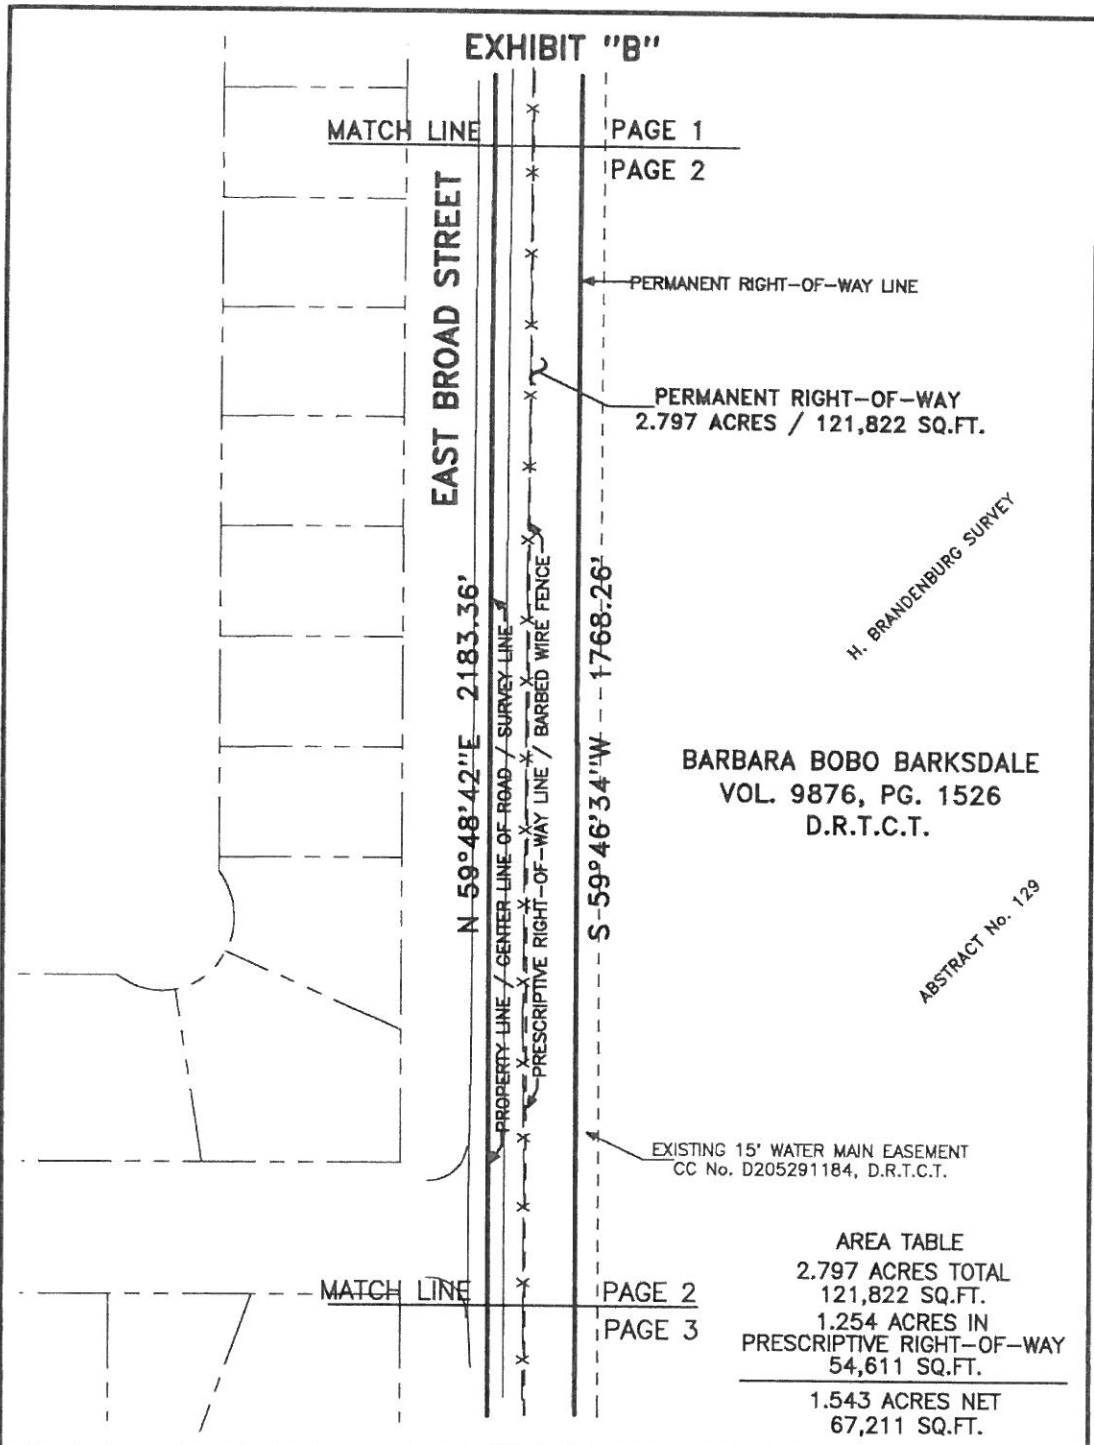 EXHIBIT "B"
MATCH LINE
PAGE 1
PAGE 2
EAST BROAD STREET
PERMANENT RIGHT-OF-WAY LINE
PERMANENT RIGHT-OF-WAY
2.797 ACRES / 121,822 SQ.FT.
H. BRANDENBURG SURVEY
N 59°48'42"E 2183.36'
PROPERTY LINE / CENTER LINE OF ROAD / SURVEY LINE
PRESCRIPTIVE RIGHT-OF-WAY LINE / BARBED WIRE FENCE
S 59°46'34"W 1768.26'
BARBARA BOBO BARKSDALE
VOL. 9876, PG. 1526
D.R.T.C.T.
ABSTRACT No. 129
EXISTING 15' WATER MAIN EASEMENT
CC No. D205291184, D.R.T.C.T.
MATCH LINE
PAGE 2
PAGE 3
AREA TABLE
2.797 ACRES TOTAL
121,822 SQ.FT.
1.254 ACRES IN
PRESCRIPTIVE RIGHT-OF-WAY
54,611 SQ.FT.
1.543 ACRES NET
67,211 SQ.FT.